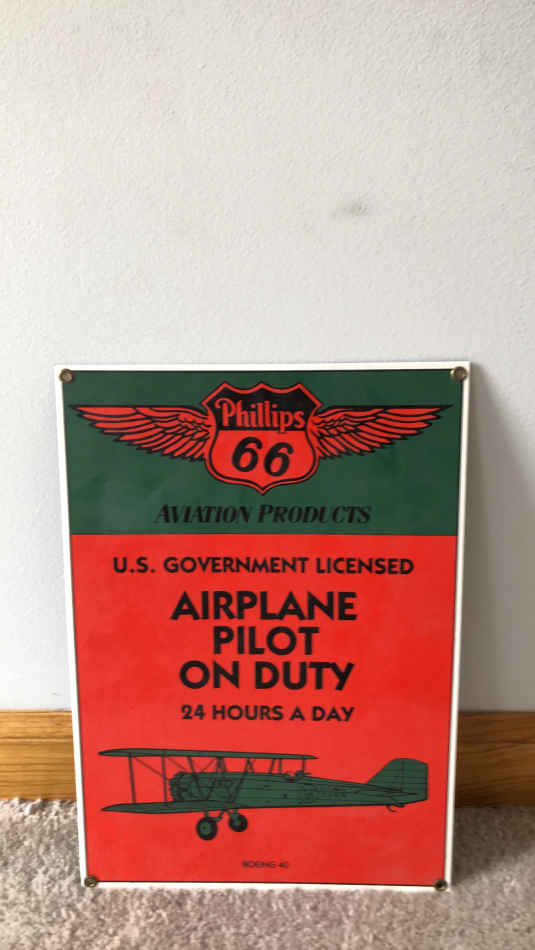 Phillips
66
AVIATION PRODUCTS
U.S. GOVERNMENT LICENSED
AIRPLANE
PILOT
ON DUTY
24 HOURS A DAY
BOEING 40